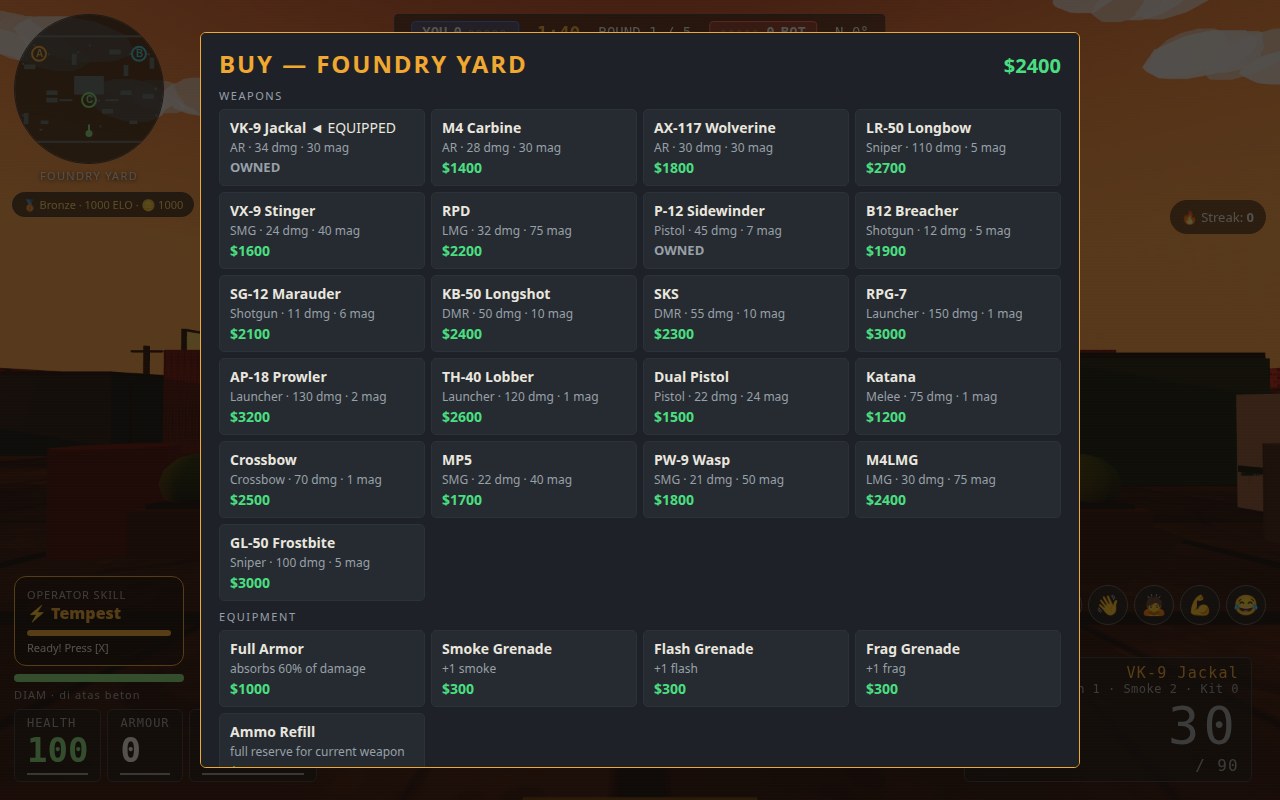 YOU 0 1:40 ROUND 1 / 5 0 BOT N 0°
BUY — FOUNDRY YARD
$2400
WEAPONS
VK-9 Jackal ◄ EQUIPPED
AR · 34 dmg · 30 mag
OWNED
M4 Carbine
AR · 28 dmg · 30 mag
$1400
AX-117 Wolverine
AR · 30 dmg · 30 mag
$1800
LR-50 Longbow
Sniper · 110 dmg · 5 mag
$2700
VX-9 Stinger
SMG · 24 dmg · 40 mag
$1600
RPD
LMG · 32 dmg · 75 mag
$2200
P-12 Sidewinder
Pistol · 45 dmg · 7 mag
OWNED
B12 Breacher
Shotgun · 12 dmg · 5 mag
$1900
SG-12 Marauder
Shotgun · 11 dmg · 6 mag
$2100
KB-50 Longshot
DMR · 50 dmg · 10 mag
$2400
SKS
DMR · 55 dmg · 10 mag
$2300
RPG-7
Launcher · 150 dmg · 1 mag
$3000
AP-18 Prowler
Launcher · 130 dmg · 2 mag
$3200
TH-40 Lobber
Launcher · 120 dmg · 1 mag
$2600
Dual Pistol
Pistol · 22 dmg · 24 mag
$1500
Katana
Melee · 75 dmg · 1 mag
$1200
Crossbow
Crossbow · 70 dmg · 1 mag
$2500
MP5
SMG · 22 dmg · 40 mag
$1700
PW-9 Wasp
SMG · 21 dmg · 50 mag
$1800
M4LMG
LMG · 30 dmg · 75 mag
$2400
GL-50 Frostbite
Sniper · 100 dmg · 5 mag
$3000
EQUIPMENT
Full Armor
absorbs 60% of damage
$1000
Smoke Grenade
+1 smoke
$300
Flash Grenade
+1 flash
$300
Frag Grenade
+1 frag
$300
Ammo Refill
full reserve for current weapon
A
B
C
FOUNDRY YARD
🥉 Bronze · 1000 ELO · 🪙 1000
🔥 Streak: 0
OPERATOR SKILL
⚡ Tempest
Ready! Press [X]
DIAM · di atas beton
HEALTH
100
ARMOUR
0
VK-9 Jackal
1 · Smoke 2 · Kit 0
30
/ 90